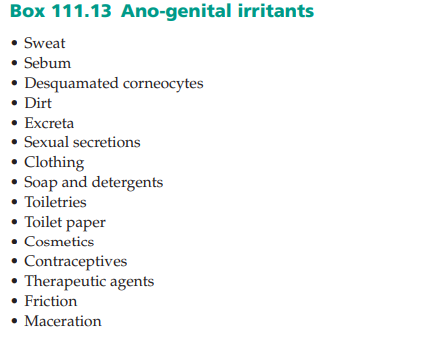 Box 111.13 Ano-genital irritants
• Sweat
• Sebum
• Desquamated corneocytes
• Dirt
• Excreta
• Sexual secretions
• Clothing
• Soap and detergents
• Toiletries
• Toilet paper
• Cosmetics
• Contraceptives
• Therapeutic agents
• Friction
• Maceration